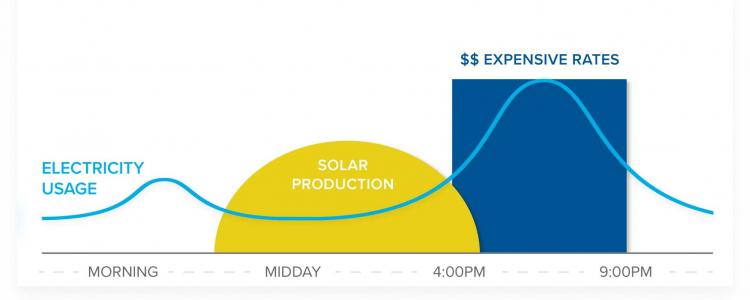 $$ EXPENSIVE RATES
ELECTRICITY
USAGE
SOLAR
PRODUCTION
MORNING MIDDAY 4:00PM 9:00PM